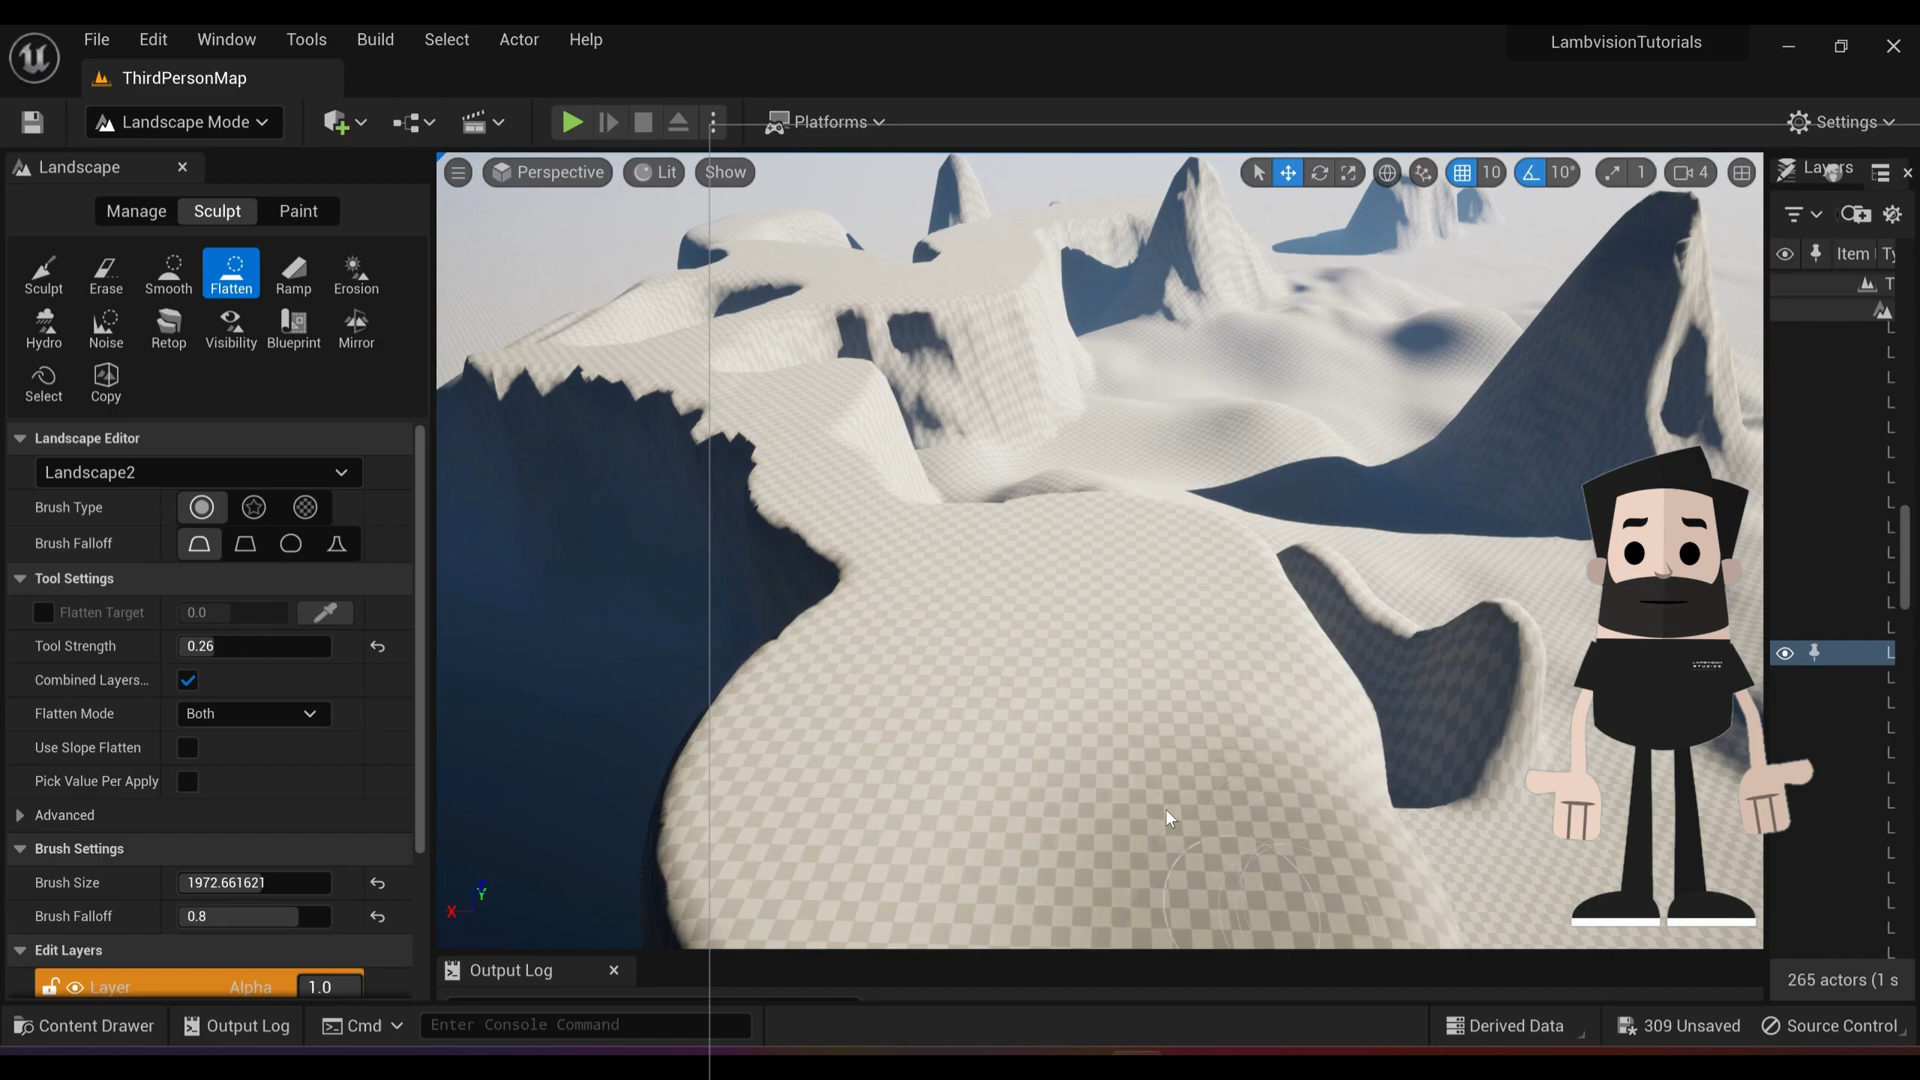 File Edit Window Tools Build Select Actor Help
LambvisionTutorials
ThirdPersonMap
Landscape Mode
Platforms
Settings
Landscape
Perspective Lit Show
10 10° 1 4
Layers
Manage Sculpt Paint
Sculpt Erase Smooth Flatten Ramp Erosion
Hydro Noise Retop Visibility Blueprint Mirror
Select Copy
Item Ty
T
Landscape Editor
Landscape2
Brush Type
Brush Falloff
Tool Settings
Flatten Target 0.0
Tool Strength 0.26
Combined Layers...
Flatten Mode Both
Use Slope Flatten
Pick Value Per Apply
Advanced
Brush Settings
Brush Size 1972.661621
Brush Falloff 0.8
Edit Layers
Layer Alpha 1.0
X Y
LAMBVISION
STUDIOS
Output Log
265 actors (1 s
Content Drawer Output Log Cmd Enter Console Command
Derived Data 309 Unsaved Source Control